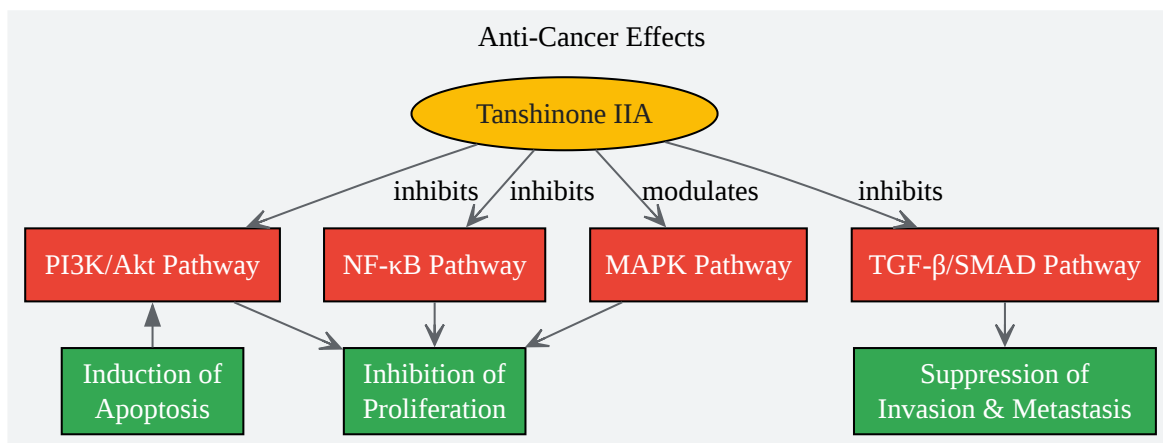 Anti-Cancer Effects
Tanshinone IIA
inhibits
inhibits
modulates
inhibits
PI3K/Akt Pathway
NF-κB Pathway
MAPK Pathway
TGF-β/SMAD Pathway
Induction of
Apoptosis
Inhibition of
Proliferation
Suppression of
Invasion & Metastasis